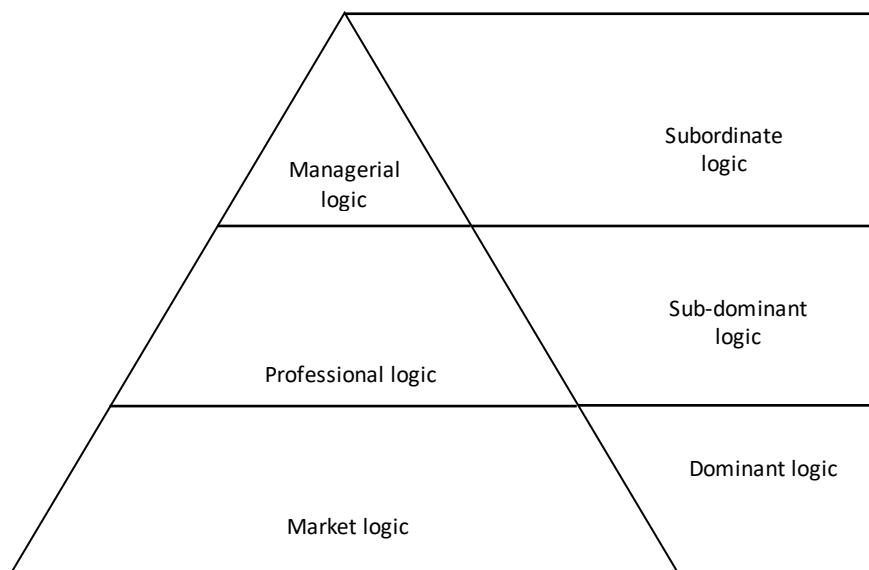 Managerial
logic
Subordinate
logic
Professional logic
Sub-dominant
logic
Market logic
Dominant logic